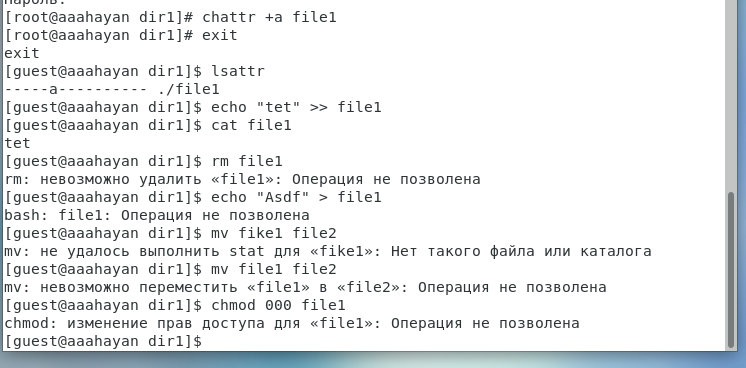 Пароль:
[root@aaahayan dir1]# chattr +a file1
[root@aaahayan dir1]# exit
exit
[guest@aaahayan dir1]$ lsattr
-----a---------- ./file1
[guest@aaahayan dir1]$ echo "tet" >> file1
[guest@aaahayan dir1]$ cat file1
tet
[guest@aaahayan dir1]$ rm file1
rm: невозможно удалить «file1»: Операция не позволена
[guest@aaahayan dir1]$ echo "Asdf" > file1
bash: file1: Операция не позволена
[guest@aaahayan dir1]$ mv fike1 file2
mv: не удалось выполнить stat для «fike1»: Нет такого файла или каталога
[guest@aaahayan dir1]$ mv file1 file2
mv: невозможно переместить «file1» в «file2»: Операция не позволена
[guest@aaahayan dir1]$ chmod 000 file1
chmod: изменение прав доступа для «file1»: Операция не позволена
[guest@aaahayan dir1]$